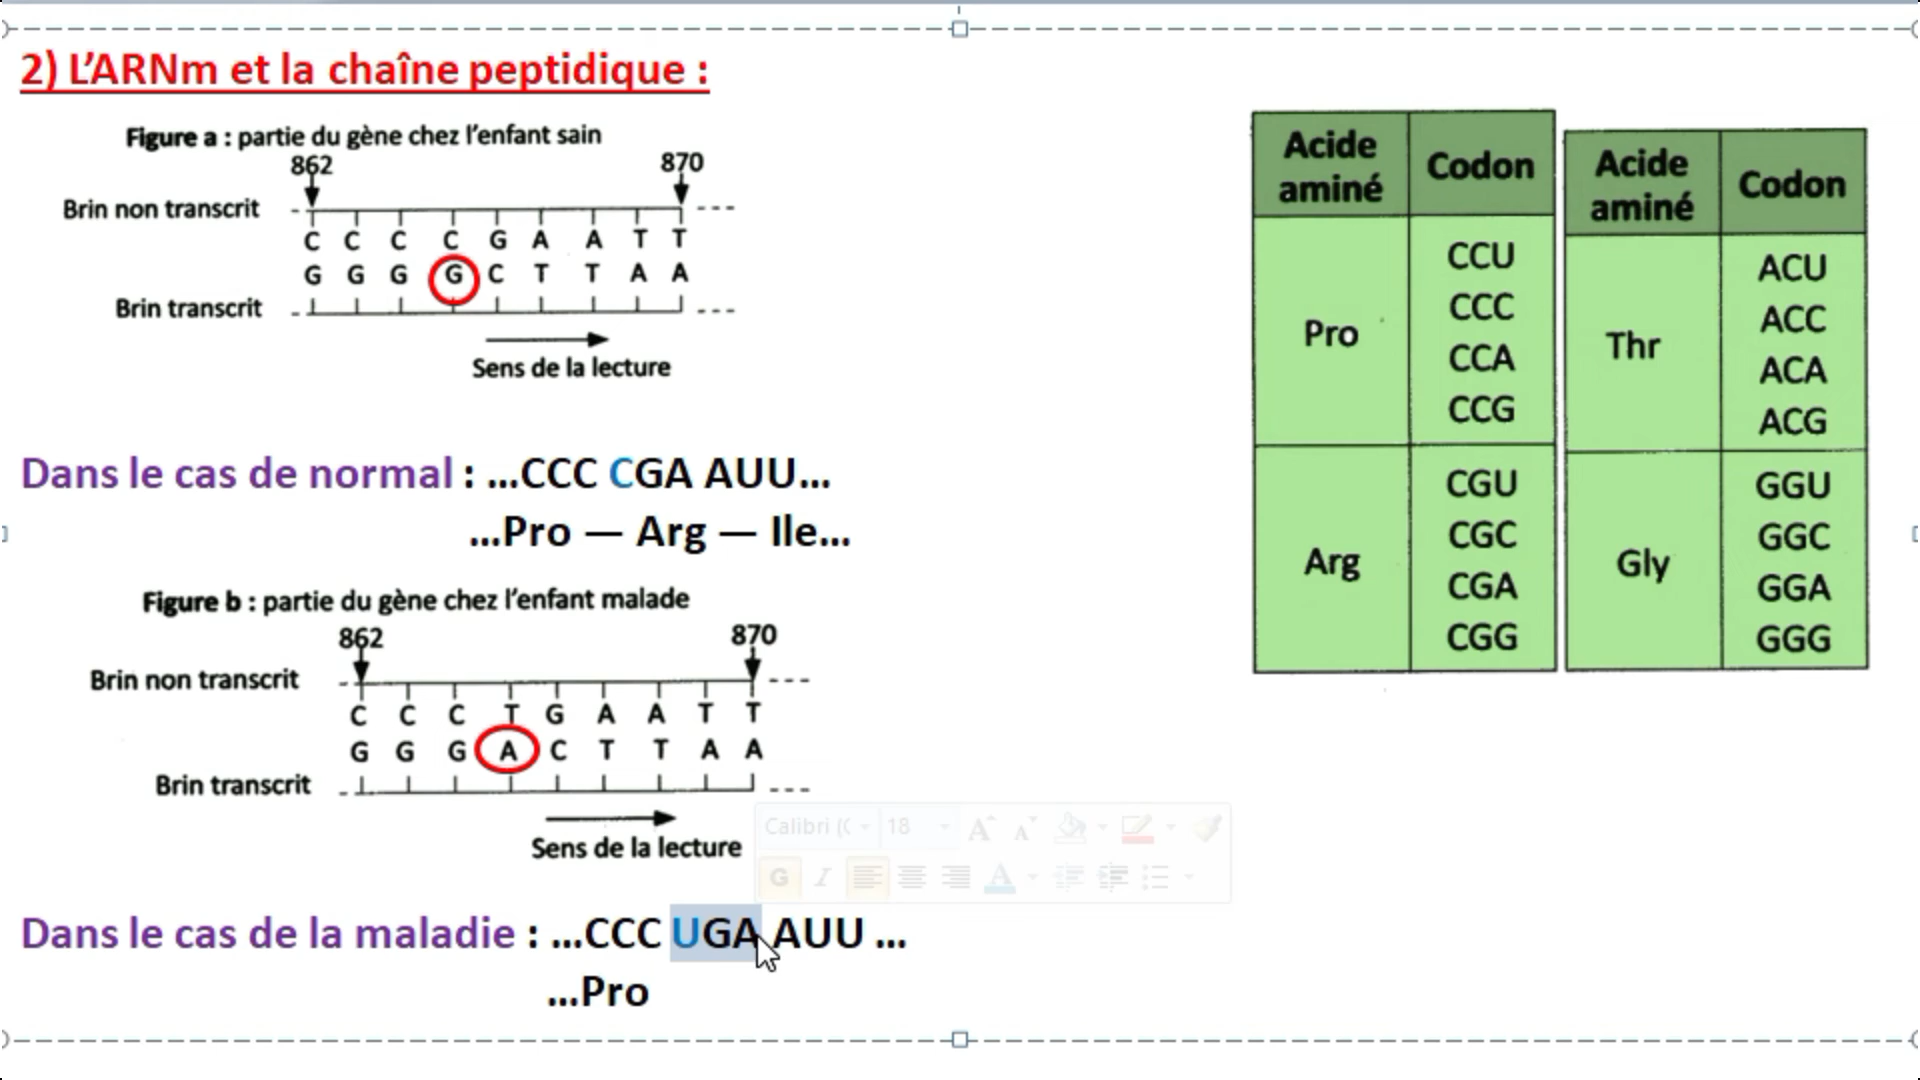 2) L'ARNm et la chaîne peptidique :
Figure a : partie du gène chez l'enfant sain
862 870
Brin non transcrit
C C C C G A A T T
G G G G C T T A A
Brin transcrit
Sens de la lecture
Dans le cas de normal : ...CCC CGA AUU...
...Pro — Arg — Ile...
Figure b : partie du gène chez l'enfant malade
862 870
Brin non transcrit
C C C T G A A T T
G G G A C T T A A
Brin transcrit
Sens de la lecture
Dans le cas de la maladie : ...CCC UGA AUU ...
...Pro
Acide aminé Codon
Pro
CCU
CCC
CCA
CCG
Arg
CGU
CGC
CGA
CGG
Acide aminé Codon
Thr
ACU
ACC
ACA
ACG
Gly
GGU
GGC
GGA
GGG
Calibri (C 18
G I A